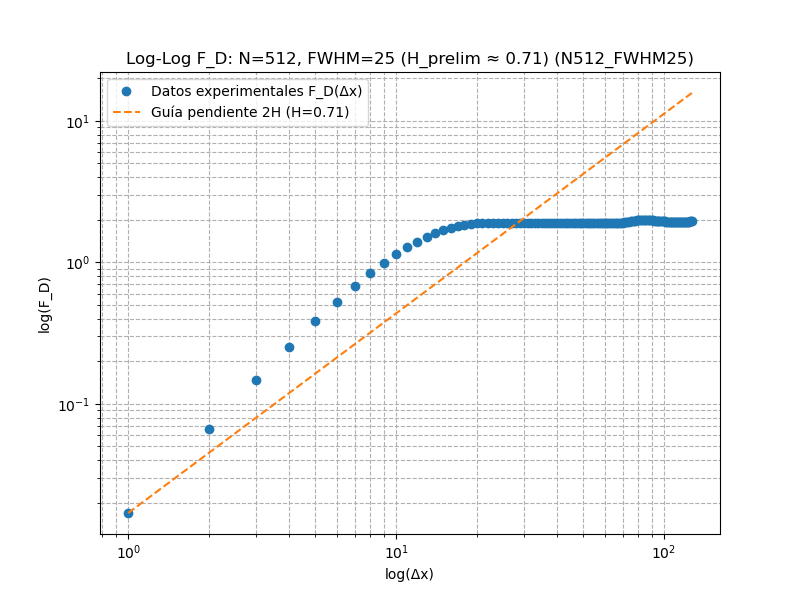 Log-Log F_D: N=512, FWHM=25 (H_prelim ≈ 0.71) (N512_FWHM25)
Datos experimentales F_D(Δx)
Guía pendiente 2H (H=0.71)
log(F_D)
10¹
10⁰
10⁻¹
10⁰ 10¹ 10²
log(Δx)